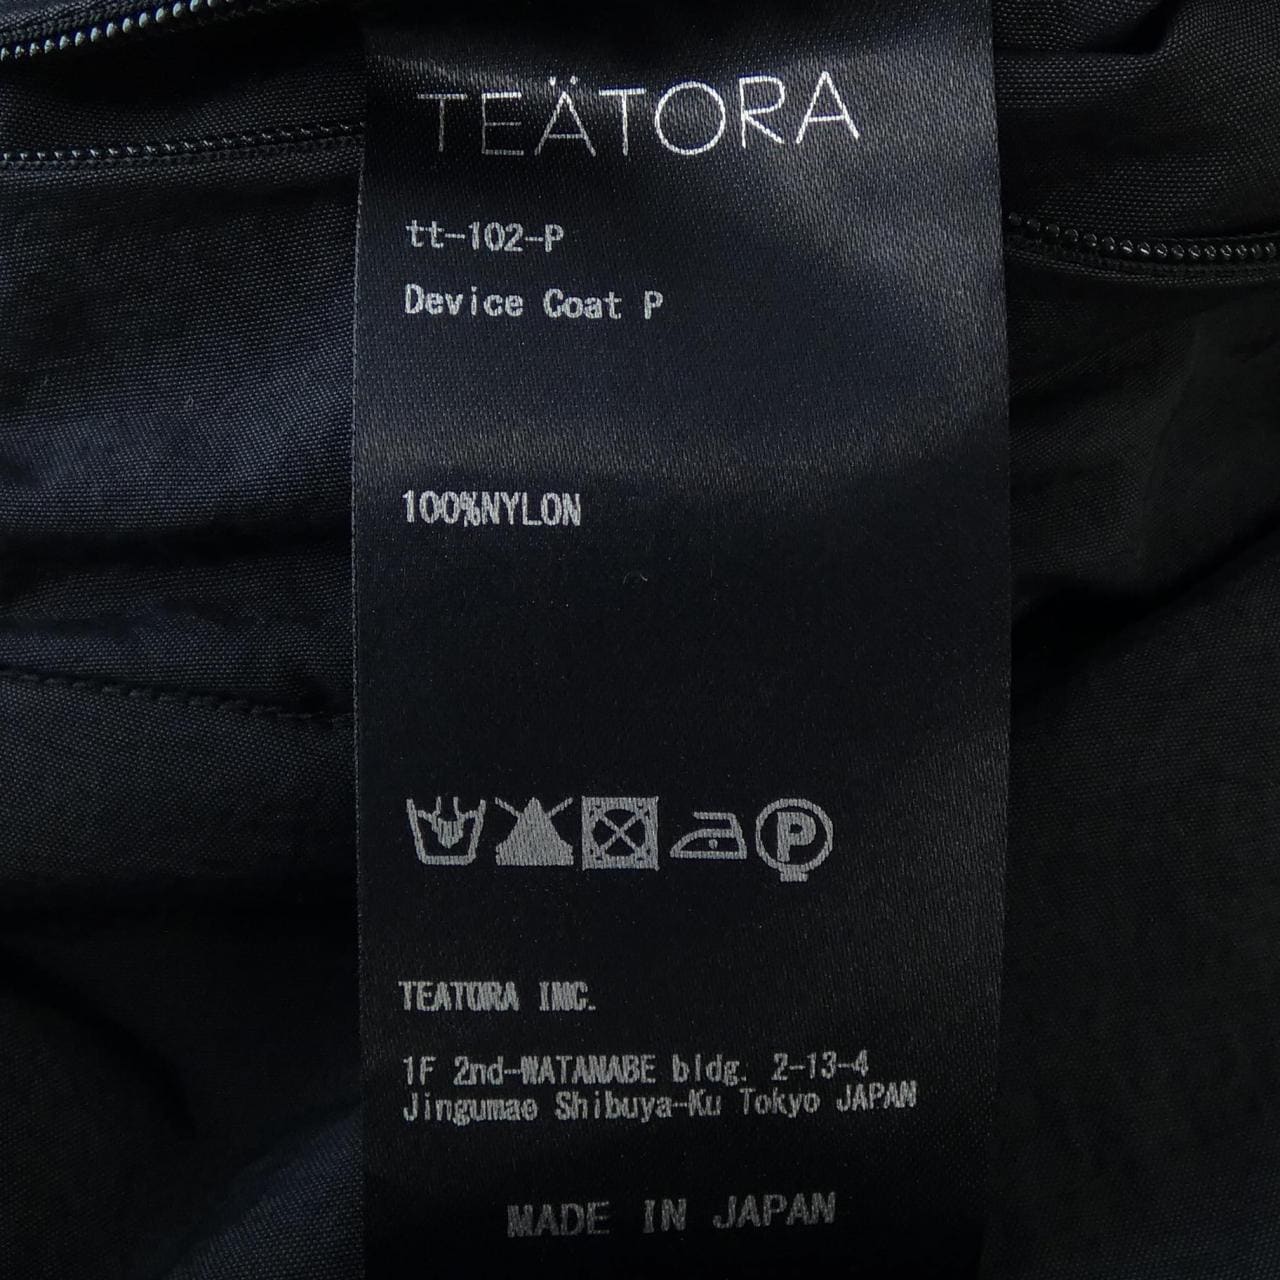 TEÄTORA
tt-102-P
Device Coat P
100%NYLON
P
TEATORA INC.
1F 2nd-WATANABE bldg. 2-13-4
Jingumae Shibuya-Ku Tokyo JAPAN
MADE IN JAPAN